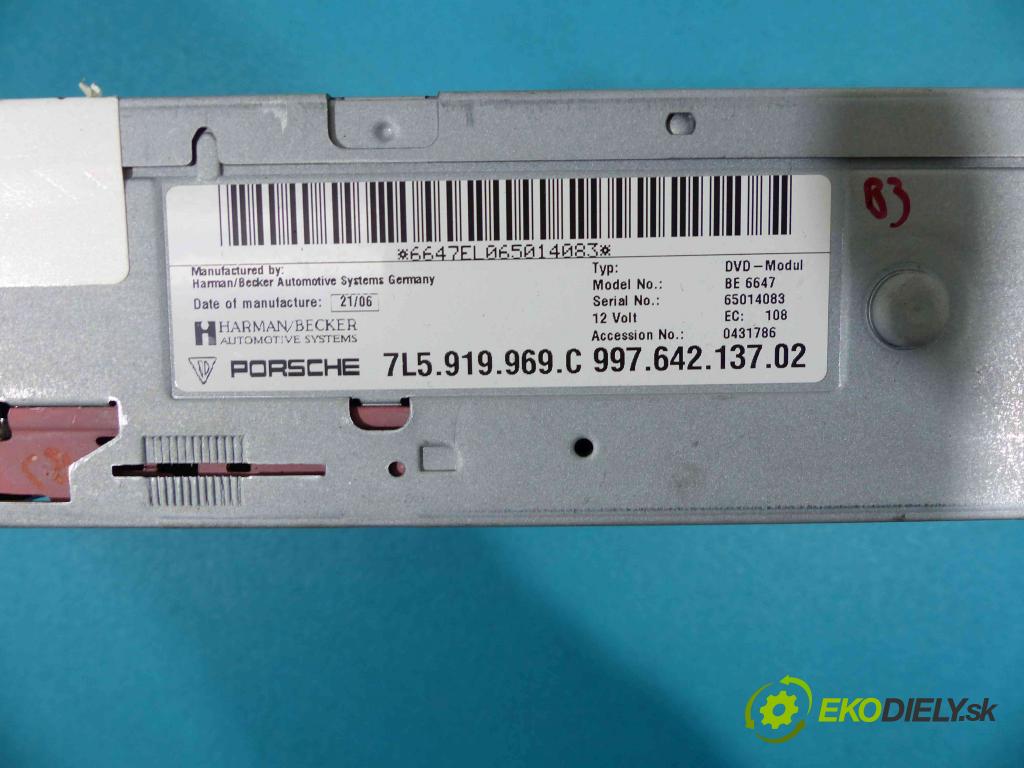 *6647EL065014083*
Manufactured by:
Harman/Becker Automotive Systems Germany
Date of manufacture: 21/06
HARMAN/BECKER
AUTOMOTIVE SYSTEMS
Typ: DVD-Modul
Model No.: BE 6647
Serial No.: 65014083
12 Volt EC: 108
Accession No.: 0431786
PORSCHE 7L5.919.969.C 997.642.137.02
B3
EKODIELY.sk